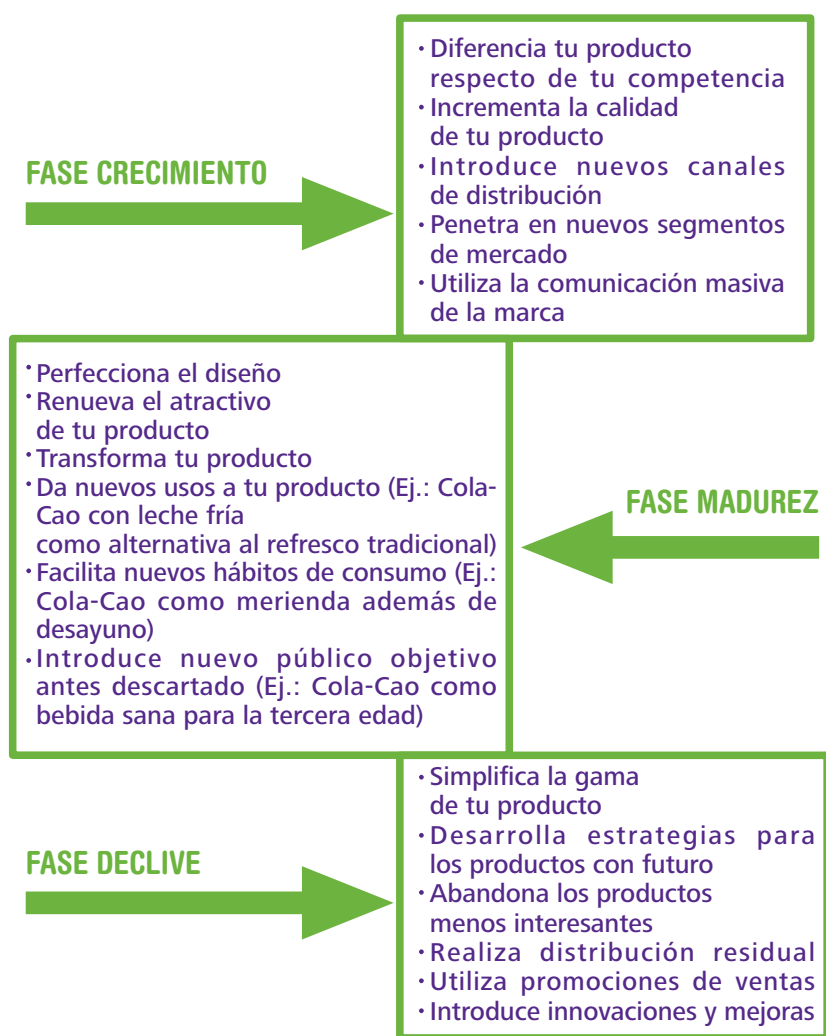 FASE CRECIMIENTO
· Diferencia tu producto
respecto de tu competencia
· Incrementa la calidad
de tu producto
· Introduce nuevos canales
de distribución
· Penetra en nuevos segmentos
de mercado
· Utiliza la comunicación masiva
de la marca
FASE MADUREZ
· Perfecciona el diseño
· Renueva el atractivo
de tu producto
· Transforma tu producto
· Da nuevos usos a tu producto (Ej.: Cola-
Cao con leche fría
como alternativa al refresco tradicional)
· Facilita nuevos hábitos de consumo (Ej.:
Cola-Cao como merienda además de
desayuno)
· Introduce nuevo público objetivo
antes descartado (Ej.: Cola-Cao como
bebida sana para la tercera edad)
FASE DECLIVE
· Simplifica la gama
de tu producto
· Desarrolla estrategias para
los productos con futuro
· Abandona los productos
menos interesantes
· Realiza distribución residual
· Utiliza promociones de ventas
· Introduce innovaciones y mejoras